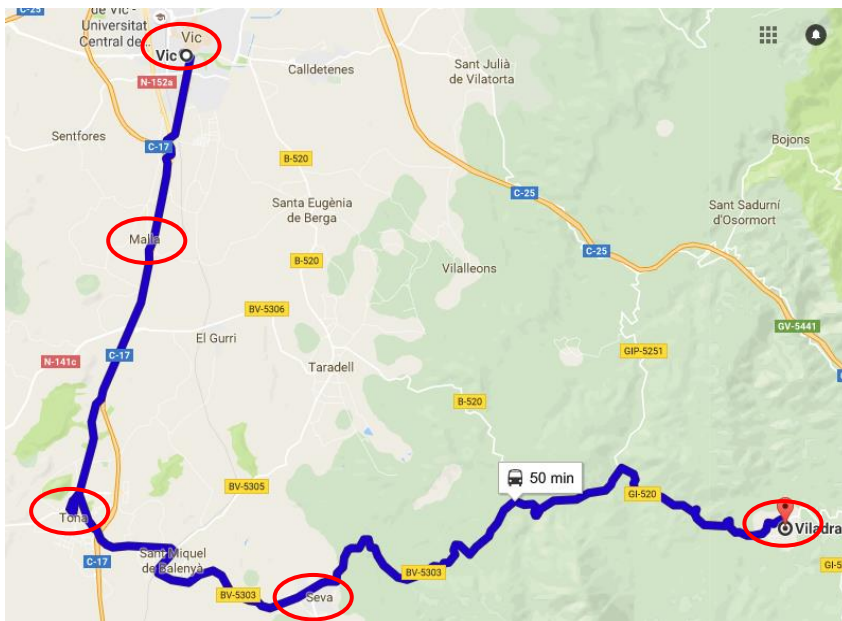 C-25
de Vic -
Universitat
Central de...
Vic
Vic
N-152a
Calldetenes
Sant Julià
de Vilatorta
Sentfores
C-17
B-520
Bojons
C-25
Santa Eugènia
de Berga
Sant Sadurní
d'Osormort
Malla
B-520
C-25
Vilalleons
BV-5306
GV-5441
El Gurri
N-141c
C-17
GIP-5251
Taradell
B-520
50 min
BV-5305
GI-520
Tona
Viladra
C-17
Sant Miquel
de Balenyà
BV-5303
GI-5
BV-5303
Seva